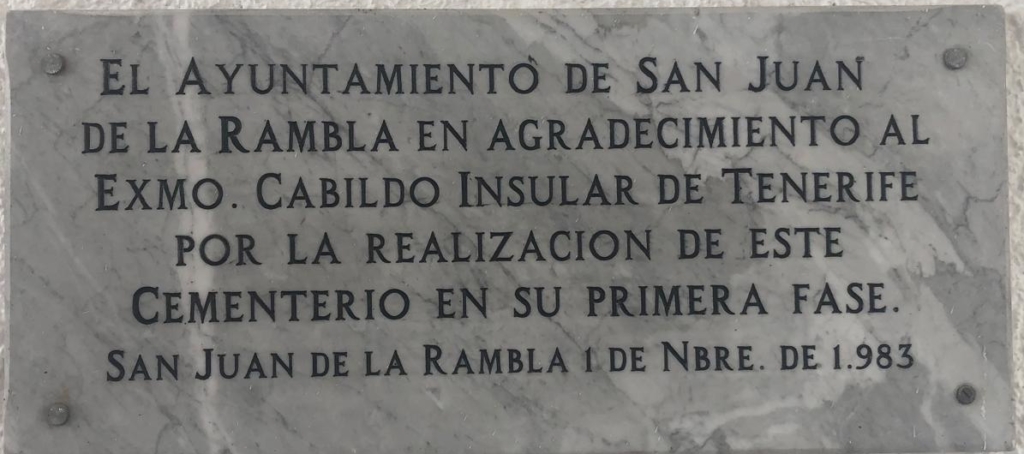 EL AYUNTAMIENTO DE SAN JUAN
DE LA RAMBLA EN AGRADECIMIENTO AL
EXMO. CABILDO INSULAR DE TENERIFE
POR LA REALIZACION DE ESTE
CEMENTERIO EN SU PRIMERA FASE.
SAN JUAN DE LA RAMBLA 1 DE NBRE. DE 1.983